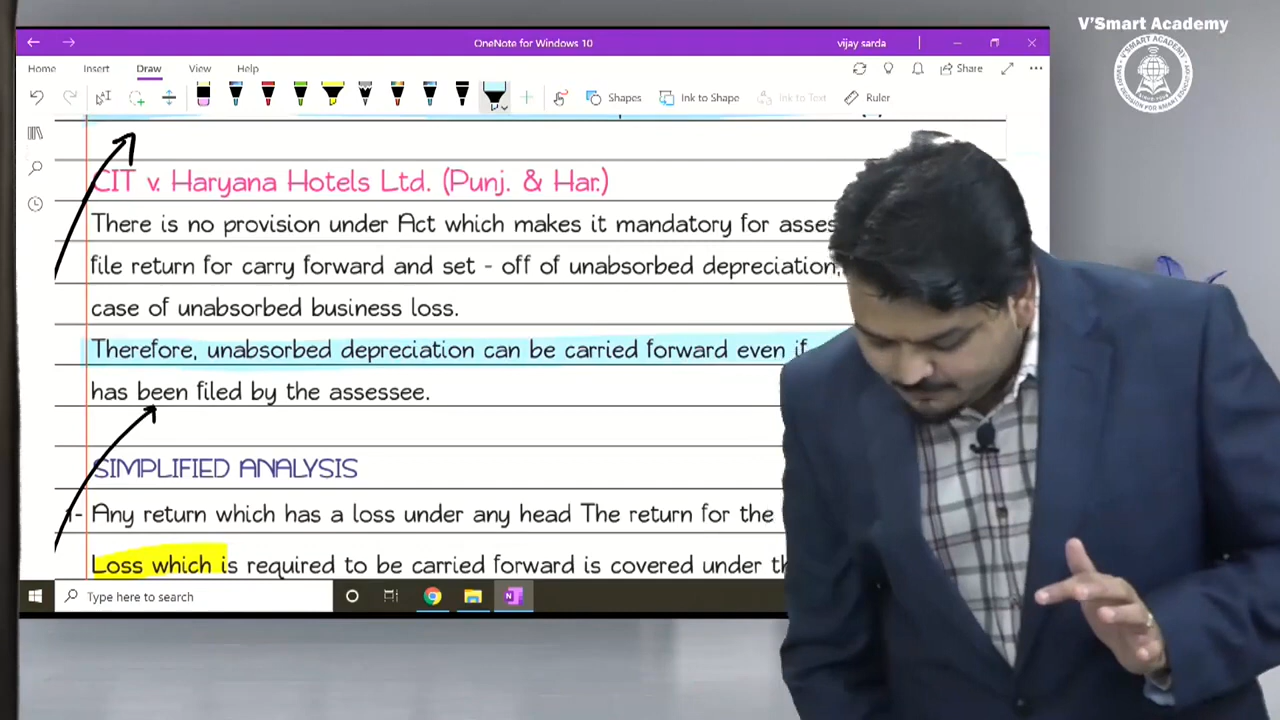 V'Smart Academy
OneNote for Windows 10
vijay sarda
Home Insert Draw View Help
Share
Shapes Ink to Shape Ink to Text Ruler
CIT v. Haryana Hotels Ltd. (Punj. & Har.)
There is no provision under Act which makes it mandatory for asses
file return for carry forward and set - off of unabsorbed depreciation,
case of unabsorbed business loss.
Therefore, unabsorbed depreciation can be carried forward even if
has been filed by the assessee.
SIMPLIFIED ANALYSIS
1- Any return which has a loss under any head The return for the
Loss which is required to be carried forward is covered under th
Type here to search